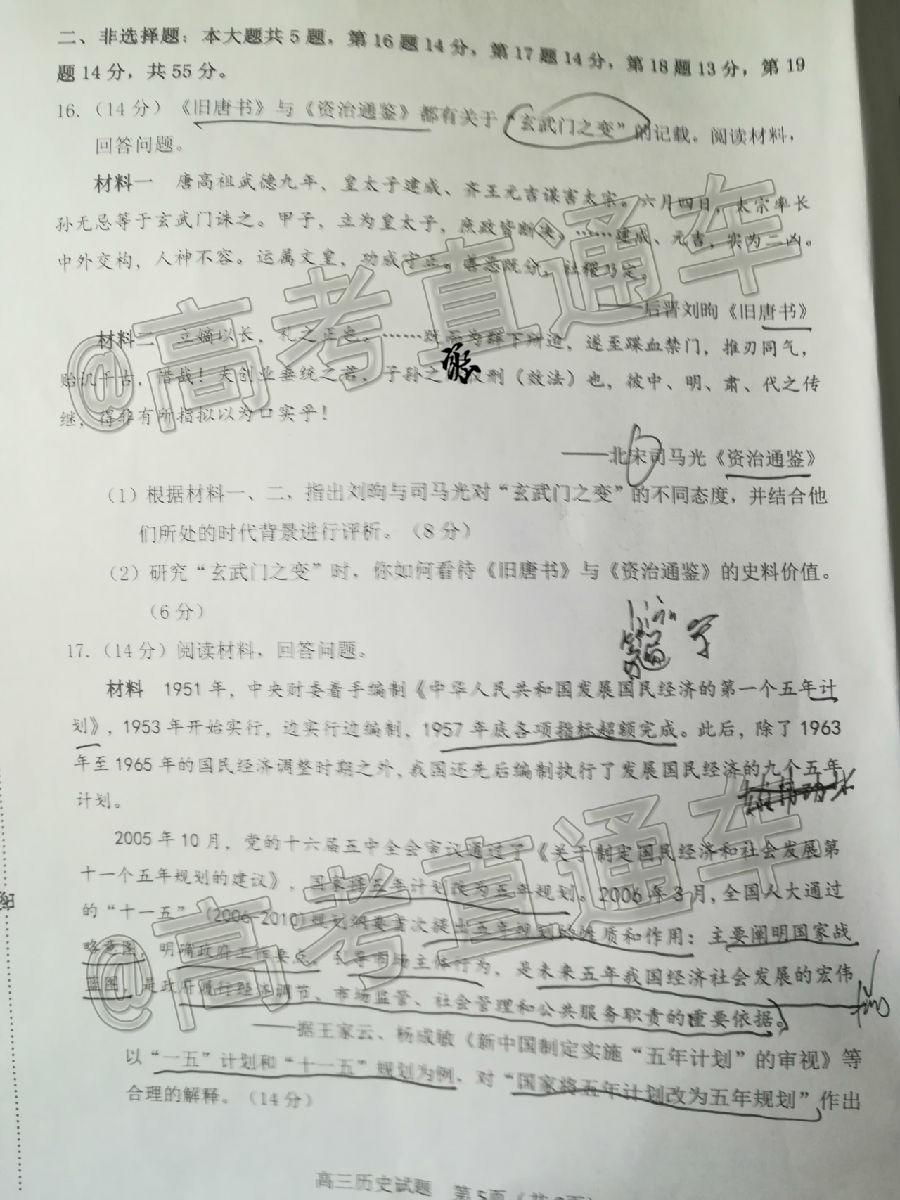 二、非选择题：本大题共5题，第16题14分，第17题14分，第18题13分，第19
题14分，共55分。
16.（14分）《旧唐书》与《资治通鉴》都有关于“玄武门之变”的记载。阅读材料，
回答问题。
材料一 唐高祖武德九年、皇太子建成、齐王元吉谋害太宗。六月四日，太宗率长
孙无忌等于玄武门诛之。甲子，立为皇太子，庶政皆断决……建成、元吉，实为二凶。
中外交构，人神不容。运属文皇，功成守正。善恶既分，社稷乃定。
——后晋刘昫《旧唐书》
材料二 立嫡以长，礼之正也。……既而为群下所迫，遂至蹀血禁门，推刃同气，
贻讥千古，惜哉！夫创业垂统之君，子孙之 仪刑（效法）也，彼中、明、肃、代之传
继，得非有所指拟以为口实乎！
——北宋司马光《资治通鉴》
（1）根据材料一、二，指出刘昫与司马光对“玄武门之变”的不同态度，并结合他
们所处的时代背景进行评析。（8分）
（2）研究“玄武门之变”时，你如何看待《旧唐书》与《资治通鉴》的史料价值。
（6分）
17.（14分）阅读材料，回答问题。
材料 1951年，中央财委着手编制《中华人民共和国发展国民经济的第一个五年计
划》，1953年开始实行，边实行边编制，1957年底各项指标超额完成。此后，除了1963
年至1965年的国民经济调整时期之外，我国还先后编制执行了发展国民经济的九个五年
计划。
2005年10月，党的十六届五中全会审议通过了《关于制定国民经济和社会发展第
十一个五年规划的建议》，国家将五年计划改为五年规划。2006年3月，全国人大通过
的“十一五”（2006-2010）规划纲要首次提出五年规划的性质和作用：主要阐明国家战
略意图，明确政府工作重点，引导市场主体行为，是未来五年我国经济社会发展的宏伟
蓝图，是政府履行经济调节、市场监管、社会管理和公共服务职责的重要依据。
——据王家云、杨成敏《新中国制定实施“五年计划”的审视》等
以“一五”计划和“十一五”规划为例，对“国家将五年计划改为五年规划”作出
合理的解释。（14分）
高三历史试题 第5页（共
@高考直通车
@高考直通车